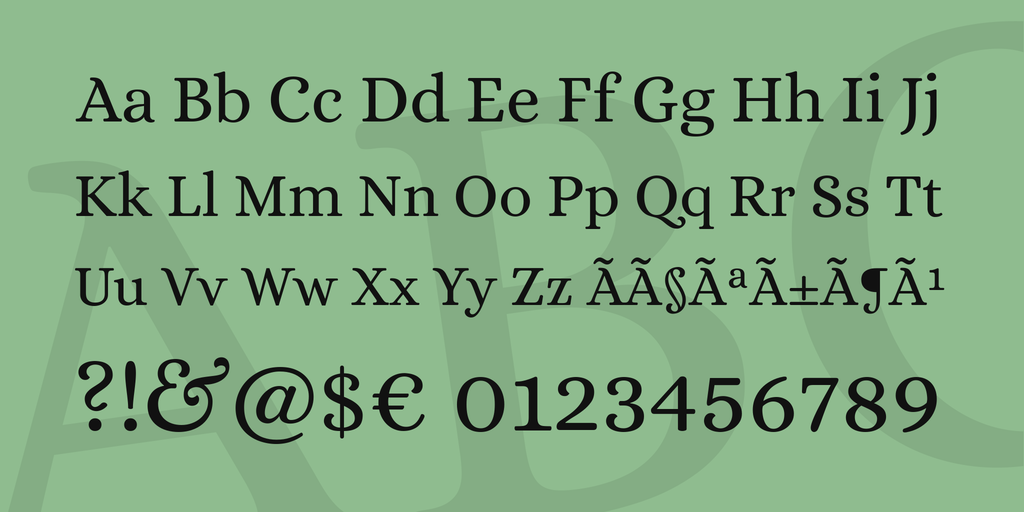 Aa Bb Cc Dd Ee Ff Gg Hh Ii Jj
Kk Ll Mm Nn Oo Pp Qq Rr Ss Tt
Uu Vv Ww Xx Yy Zz ÃÃ§ÃªÃ±Ã¶Ã¹
?!&@$€ 0123456789
ABC